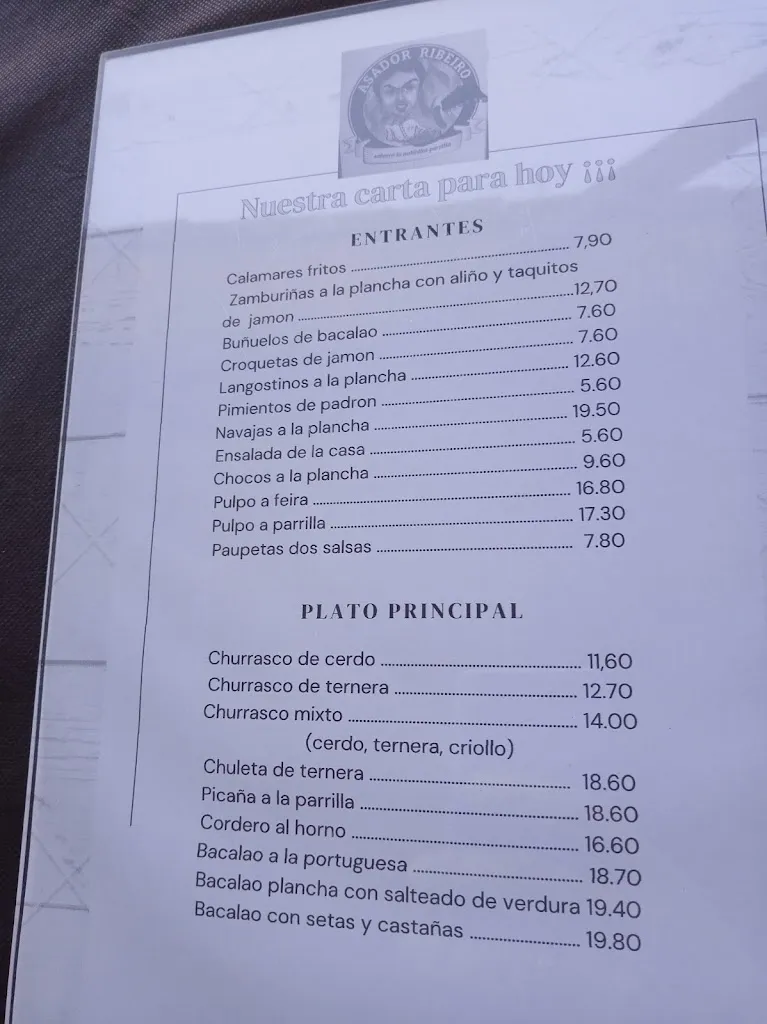 ASADOR RIBEIRO
Nuestra carta para hoy ¡¡¡
ENTRANTES
Calamares fritos ........ 7,90
Zamburiñas a la plancha con aliño y taquitos
de jamon ........ 12,70
Buñuelos de bacalao ........ 7.60
Croquetas de jamon ........ 7.60
Langostinos a la plancha ........ 12.60
Pimientos de padron ........ 5.60
Navajas a la plancha ........ 19.50
Ensalada de la casa ........ 5.60
Chocos a la plancha ........ 9.60
Pulpo a feira ........ 16.80
Pulpo a parrilla ........ 17.30
Paupetas dos salsas ........ 7.80
PLATO PRINCIPAL
Churrasco de cerdo ........ 11,60
Churrasco de ternera ........ 12.70
Churrasco mixto ........ 14.00
(cerdo, ternera, criollo)
Chuleta de ternera ........ 18.60
Picaña a la parrilla ........ 18.60
Cordero al horno ........ 16.60
Bacalao a la portuguesa ........ 18.70
Bacalao plancha con salteado de verdura 19.40
Bacalao con setas y castañas ........ 19.80